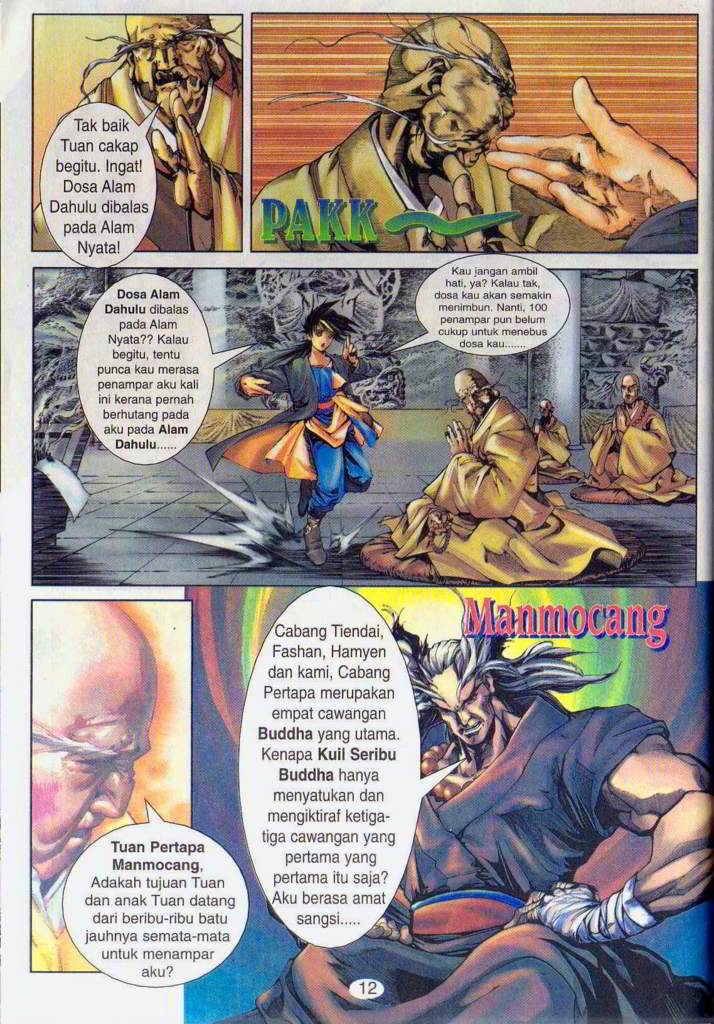 Tak baik
Tuan cakap
begitu. Ingat!
Dosa Alam
Dahulu dibalas
pada Alam
Nyata!
PAKK
Dosa Alam
Dahulu dibalas
pada Alam
Nyata?? Kalau
begitu, tentu
punca kau merasa
penampar aku kali
ini kerana pernah
berhutang pada
aku pada Alam
Dahulu......
Kau jangan ambil
hati, ya? Kalau tak,
dosa kau akan semakin
menimbun. Nanti, 100
penampar pun belum
cukup untuk menebus
dosa kau.......
Manmocang
Cabang Tiendai,
Fashan, Hamyen
dan kami, Cabang
Pertapa merupakan
empat cawangan
Buddha yang utama.
Kenapa Kuil Seribu
Buddha hanya
menyatukan dan
mengiktiraf ketiga-
tiga cawangan yang
pertama yang
pertama itu saja?
Aku berasa amat
sangsi.....
Tuan Pertapa
Manmocang,
Adakah tujuan Tuan
dan anak Tuan datang
dari beribu-ribu batu
jauhnya semata-mata
untuk menampar
aku?
12